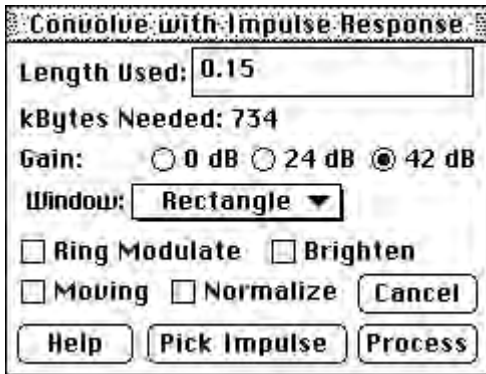 Convolve with Impulse Response
Length Used: 0.15
kBytes Needed: 734
Gain: 0 dB 24 dB 42 dB
Window: Rectangle
Ring Modulate Brighten
Moving Normalize Cancel
Help Pick Impulse Process